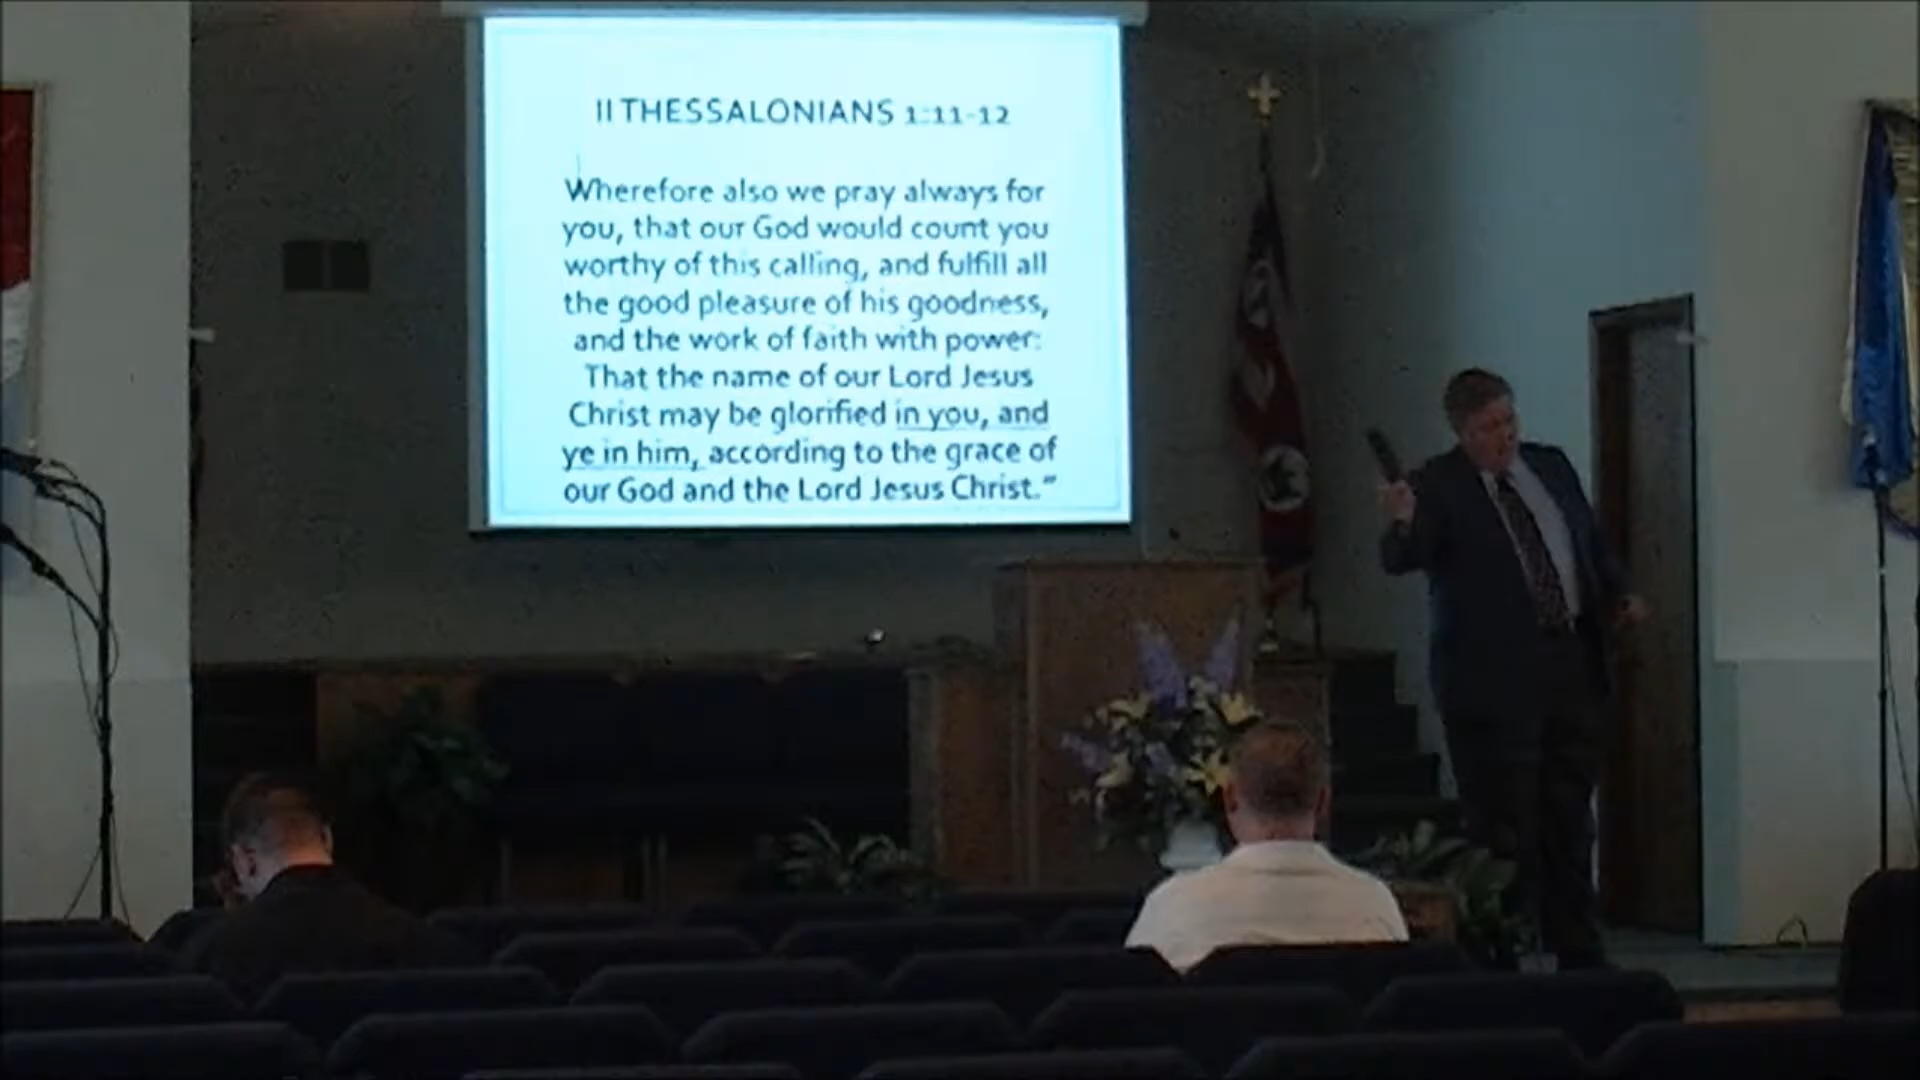 II THESSALONIANS 1:11-12
Wherefore also we pray always for
you, that our God would count you
worthy of this calling, and fulfill all
the good pleasure of his goodness,
and the work of faith with power:
That the name of our Lord Jesus
Christ may be glorified in you, and
ye in him, according to the grace of
our God and the Lord Jesus Christ.”